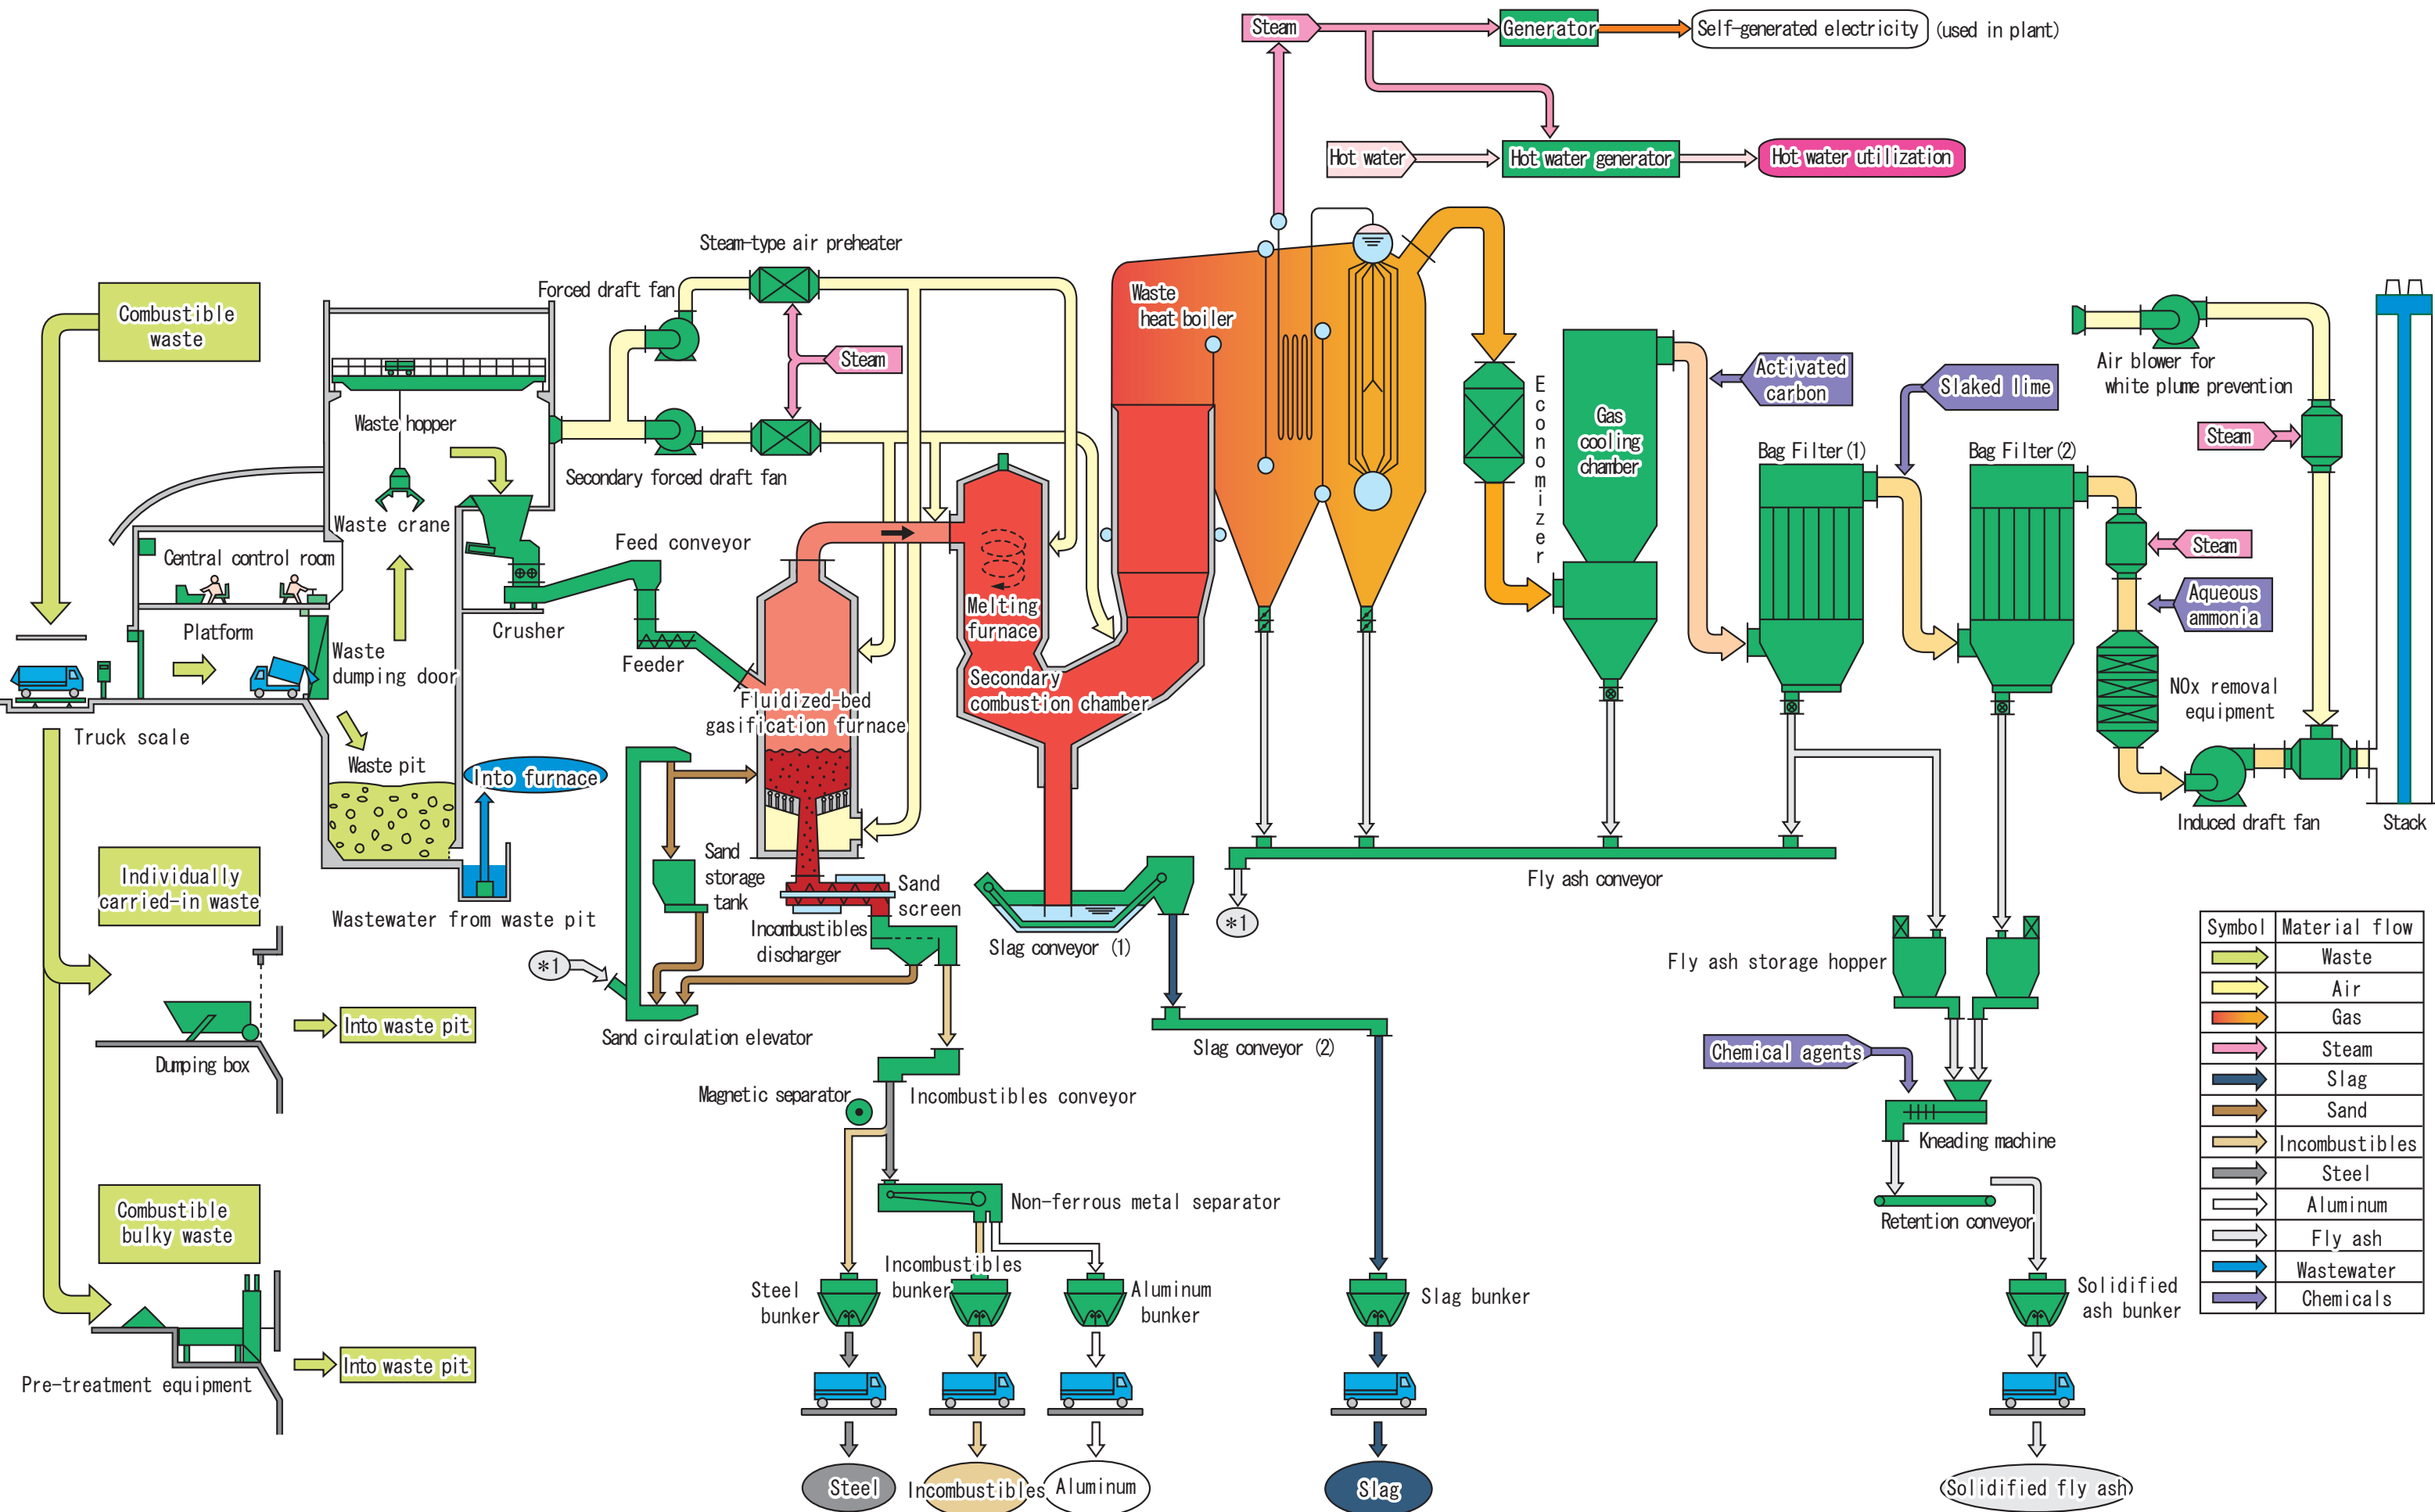 Steam
Generator
Self-generated electricity
(used in plant)
Hot water
Hot water generator
Hot water utilization
Steam-type air preheater
Forced draft fan
Combustible
waste
Waste
heat boiler
Steam
Waste hopper
Secondary forced draft fan
Waste crane
Central control room
Feed conveyor
Platform
Crusher
Feeder
Waste
dumping door
Truck scale
Waste pit
Into furnace
Wastewater from waste pit
Melting
furnace
Secondary
combustion chamber
Fluidized-bed
gasification furnace
Economizer
Gas
cooling
chamber
Activated
carbon
Slaked lime
Bag Filter(1)
Bag Filter(2)
Air blower for
white plume prevention
Steam
Steam
Aqueous
ammonia
NOx removal
equipment
Induced draft fan
Stack
Individually
carried-in waste
Dumping box
Into waste pit
Combustible
bulky waste
Pre-treatment equipment
Into waste pit
Sand
storage
tank
Sand
screen
Incombustibles
discharger
*1
Sand circulation elevator
Slag conveyor (1)
Fly ash conveyor
*1
Slag conveyor (2)
Magnetic separator
Incombustibles conveyor
Non-ferrous metal separator
Steel
bunker
Incombustibles
bunker
Aluminum
bunker
Slag bunker
Fly ash storage hopper
Chemical agents
Kneading machine
Retention conveyor
Solidified
ash bunker
Steel
Incombustibles
Aluminum
Slag
Solidified fly ash
Symbol Material flow
Waste
Air
Gas
Steam
Slag
Sand
Incombustibles
Steel
Aluminum
Fly ash
Wastewater
Chemicals